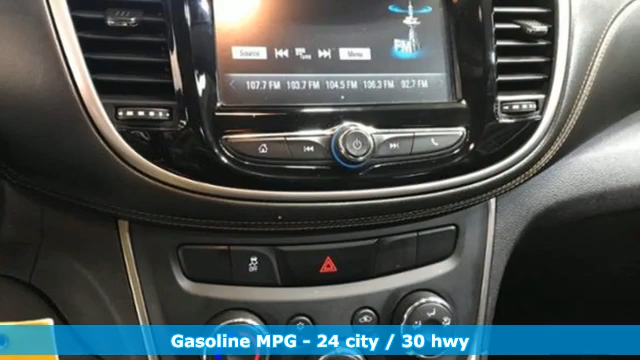 FM
Source
Menu
107.7 FM 103.7 FM 104.5 FM 106.3 FM 92.7 FM
Gasoline MPG - 24 city / 30 hwy